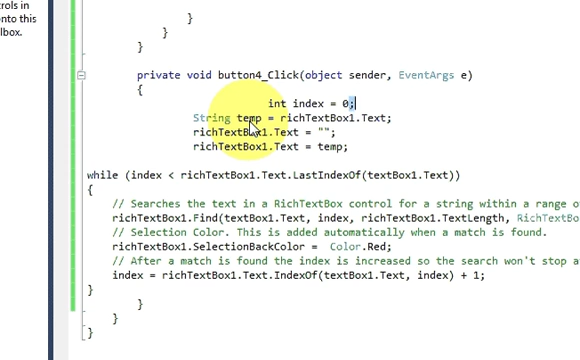 rols in
onto this
lbox.
}
}
}
private void button4_Click(object sender, EventArgs e)
{
int index = 0;
String temp = richTextBox1.Text;
richTextBox1.Text = "";
richTextBox1.Text = temp;
while (index < richTextBox1.Text.LastIndexOf(textBox1.Text))
{
// Searches the text in a RichTextBox control for a string within a range o
richTextBox1.Find(textBox1.Text, index, richTextBox1.TextLength, RichTextBo
// Selection Color. This is added automatically when a match is found.
richTextBox1.SelectionBackColor = Color.Red;
// After a match is found the index is increased so the search won't stop a
index = richTextBox1.Text.IndexOf(textBox1.Text, index) + 1;
}
}
}
}